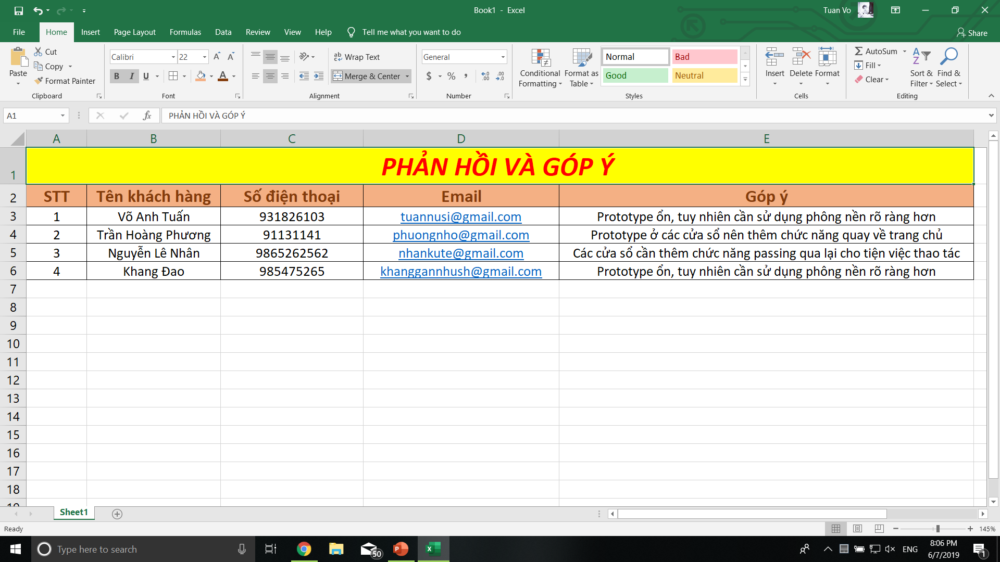 Book1 - Excel
Tuan Vo
File Home Insert Page Layout Formulas Data Review View Help Tell me what you want to do Share
Paste
Cut
Copy
Format Painter
Clipboard
Calibri 22
B I U
Font
Wrap Text
Merge & Center
Alignment
General
$ % ,
Number
Conditional Formatting
Format as Table
Normal Bad
Good Neutral
Styles
Insert Delete Format
Cells
AutoSum
Fill
Clear
Sort & Filter
Find & Select
Editing
A1 fx PHẢN HỒI VÀ GÓP Ý
A B C D E
1 PHẢN HỒI VÀ GÓP Ý
2 STT Tên khách hàng Số điện thoại Email Góp ý
3 1 Võ Anh Tuấn 931826103 tuannusi@gmail.com Prototype ổn, tuy nhiên cần sử dụng phông nền rõ ràng hơn
4 2 Trần Hoàng Phương 91131141 phuongnho@gmail.com Prototype ở các cửa sổ nên thêm chức năng quay về trang chủ
5 3 Nguyễn Lê Nhân 9865262562 nhankute@gmail.com Các cửa sổ cần thêm chức năng passing qua lại cho tiện việc thao tác
6 4 Khang Đao 985475265 khanggannhush@gmail.com Prototype ổn, tuy nhiên cần sử dụng phông nền rõ ràng hơn
7
8
9
10
11
12
13
14
15
16
17
18
19
Sheet1
Ready
145%
Type here to search
50
ENG
8:06 PM
6/7/2019
1